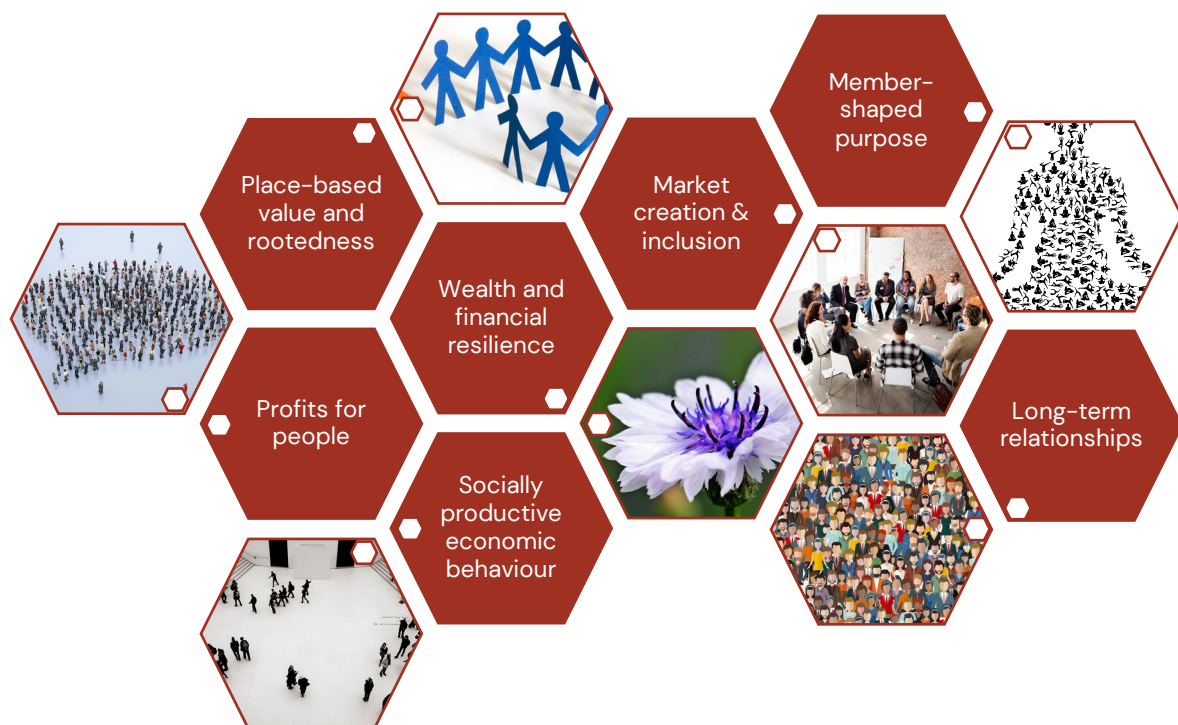 Member-
shaped
purpose
Place-based
value and
rootedness
Market
creation &
inclusion
Wealth and
financial
resilience
Profits for
people
Long-term
relationships
Socially
productive
economic
behaviour